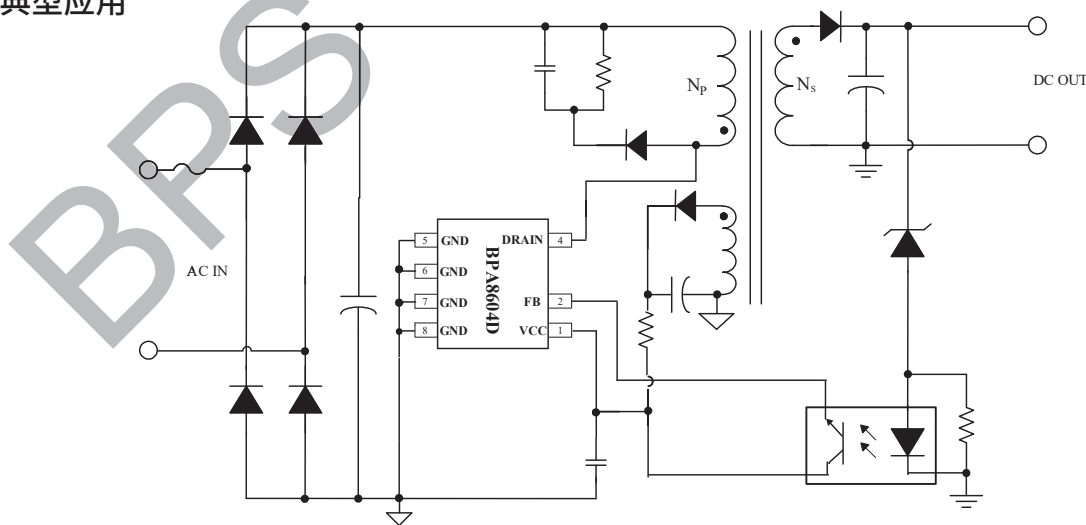 典型应用
BPS
N_P
N_s
DC OUT
AC IN
5 GND
DRAIN 4
6 GND
7 GND
FB 2
8 GND
VCC 1
BPA8604D